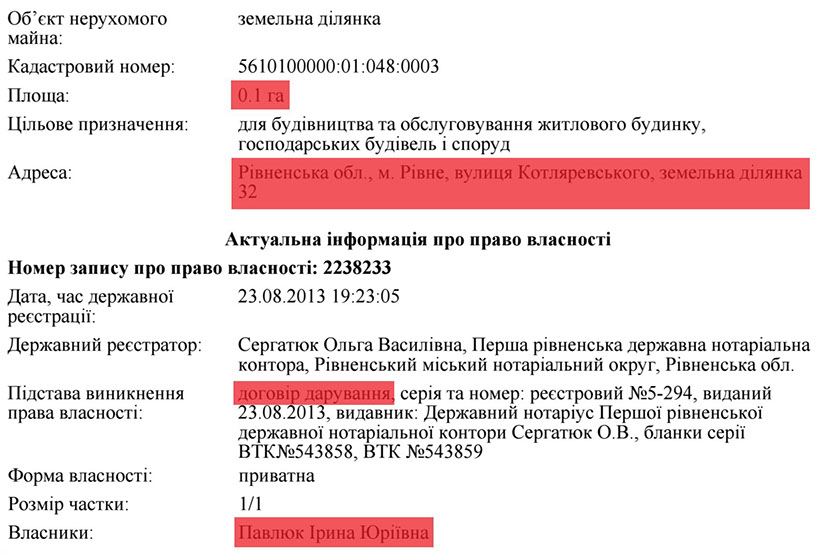 Об’єкт нерухомого земельна ділянка
майна:
Кадастровий номер: 5610100000:01:048:0003
Площа: 0.1 га
Цільове призначення: для будівництва та обслуговування житлового будинку,
господарських будівель і споруд
Адреса: Рівненська обл., м. Рівне, вулиця Котляревського, земельна ділянка
32
Актуальна інформація про право власності
Номер запису про право власності: 2238233
Дата, час державної 23.08.2013 19:23:05
реєстрації:
Державний реєстратор: Сергатюк Ольга Василівна, Перша рівненська державна нотаріальна
контора, Рівненський міський нотаріальний округ, Рівненська обл.
Підстава виникнення договір дарування, серія та номер: реєстровий №5-294, виданий
права власності: 23.08.2013, видавник: Державний нотаріус Першої рівненської
державної нотаріальної контори Сергатюк О.В., бланки серії
ВТК№543858, ВТК №543859
Форма власності: приватна
Розмір частки: 1/1
Власники: Павлюк Ірина Юріївна